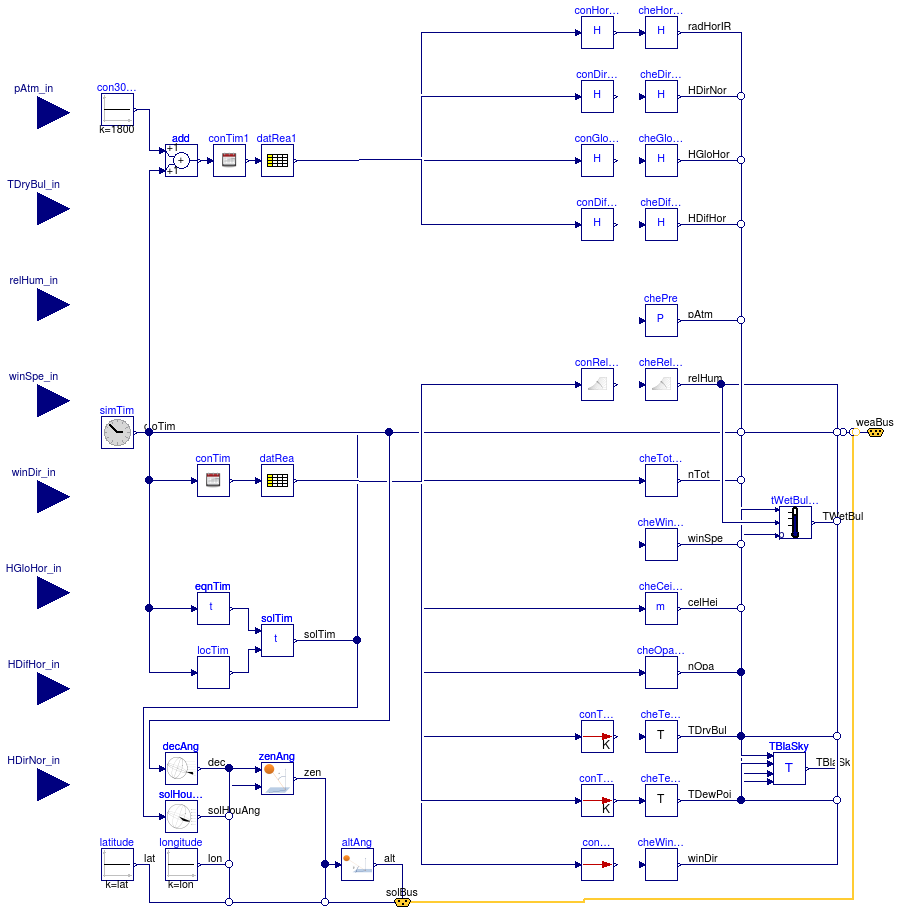 conHor...
cheHor...
H
H
radHorIR
pAtm_in
con30...
k=1800
conDir...
cheDir...
H
H
HDirNor
add
+1
+
+1
conTim1
datRea1
conGlo...
cheGlo...
H
H
HGloHor
TDryBul_in
conDif...
cheDif...
H
H
HDifHor
relHum_in
chePre
P
pAtm
winSpe_in
conRel...
cheRel...
relHum
simTim
cloTim
weaBus
winDir_in
conTim
datRea
cheTot...
nTot
tWetBul...
TWetBul
cheWin...
winSpe
HGloHor_in
eqnTim
t
solTim
t
solTim
cheCei...
m
celHei
locTim
cheOpa...
nOpa
HDifHor_in
conT...
K
cheTe...
T
TDryBul
decAng
dec
zenAng
zen
TBlaSky
T
TBlaSky
HDirNor_in
solHou...
solHouAng
conT...
K
cheTe...
T
TDewPoi
latitude
k=lat
lat
longitude
k=lon
lon
altAng
alt
solBus
con...
cheWin...
winDir